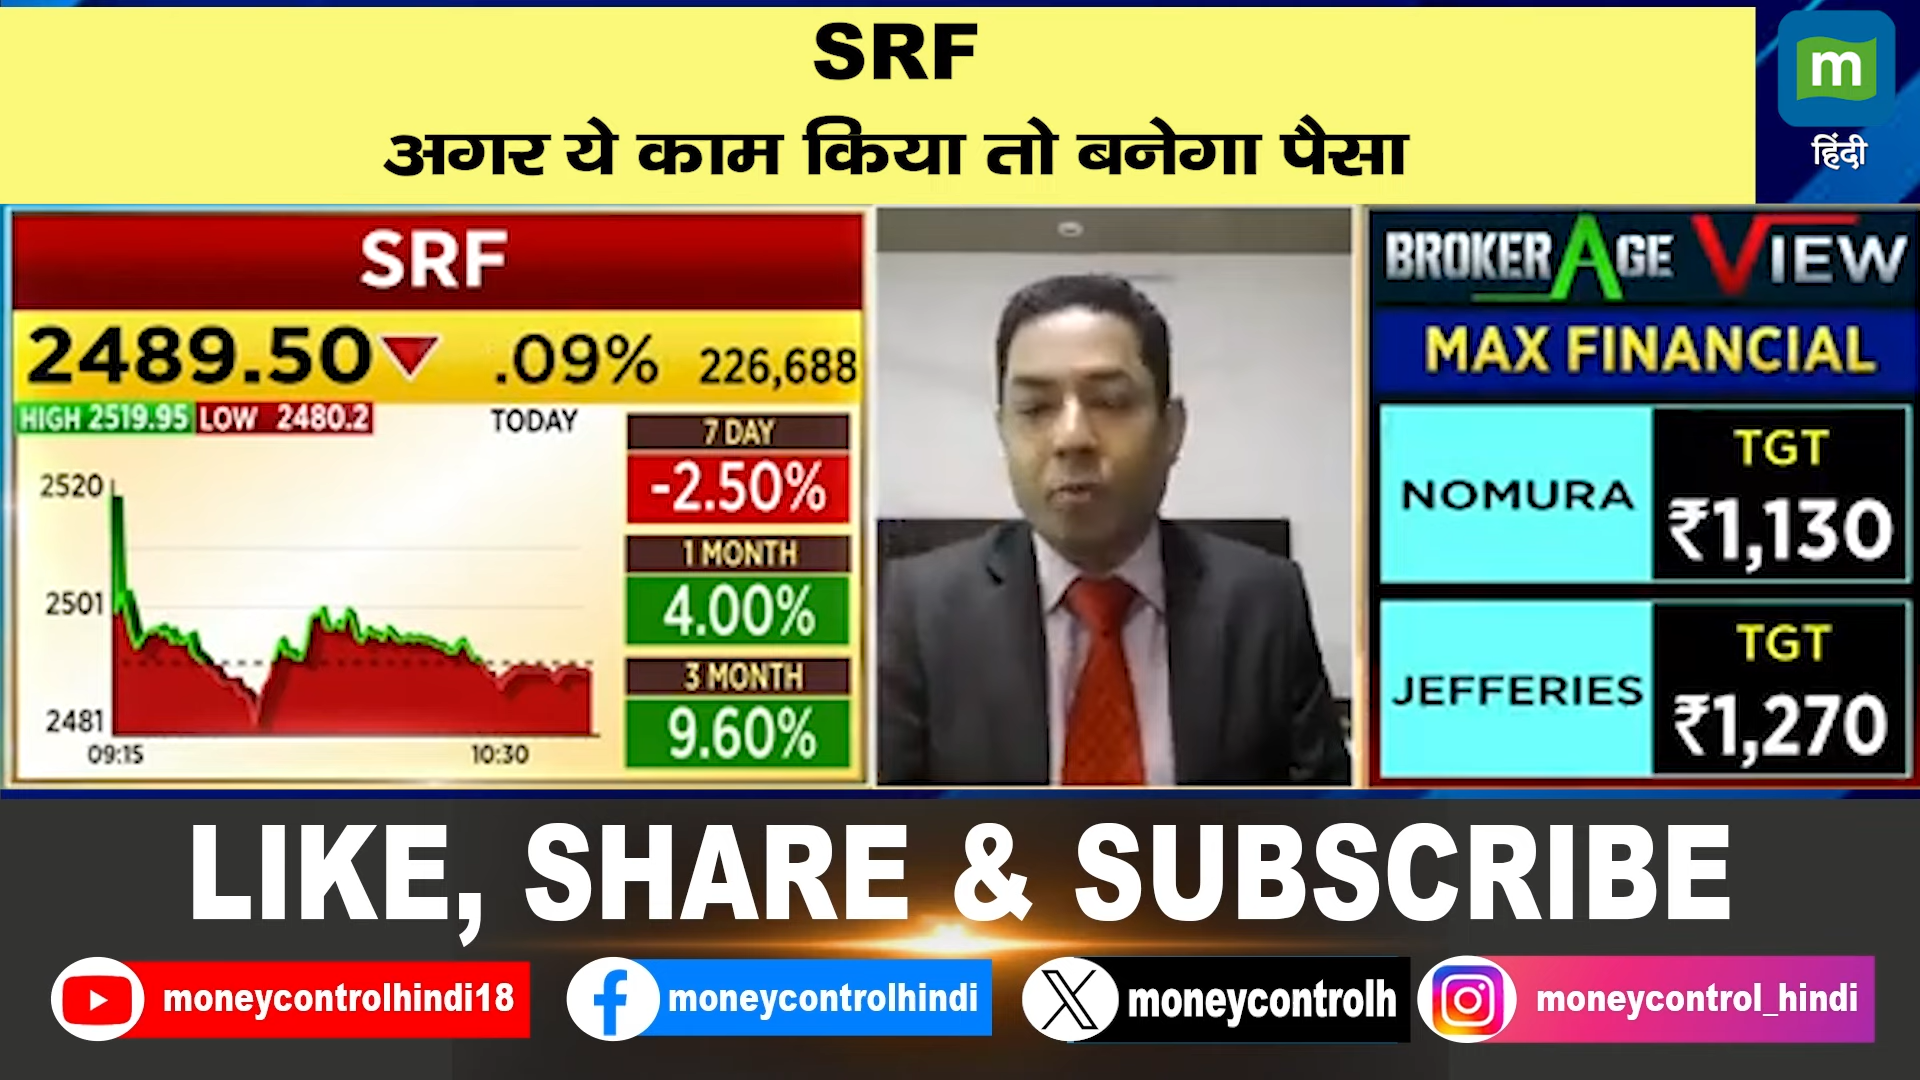 SRF
अगर ये काम किया तो बनेगा पैसा
m
हिंदी
SRF
2489.50 .09% 226,688
HIGH 2519.95 LOW 2480.2 TODAY
2520
2501
2481
09:15 10:30
7 DAY
-2.50%
1 MONTH
4.00%
3 MONTH
9.60%
BROKERAGE VIEW
MAX FINANCIAL
NOMURA
TGT
₹1,130
JEFFERIES
TGT
₹1,270
LIKE, SHARE & SUBSCRIBE
moneycontrolhindi18
moneycontrolhindi
moneycontrolh
moneycontrol_hindi